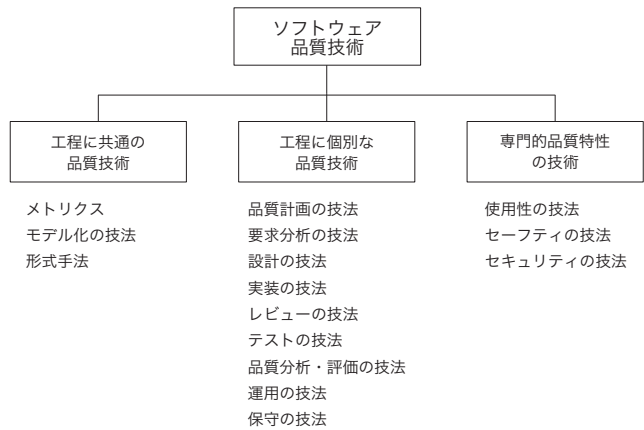 ソフトウェア
品質技術
工程に共通の
品質技術
メトリクス
モデル化の技法
形式手法
工程に個別な
品質技術
品質計画の技法
要求分析の技法
設計の技法
実装の技法
レビューの技法
テストの技法
品質分析・評価の技法
運用の技法
保守の技法
専門的品質特性
の技術
使用性の技法
セーフティの技法
セキュリティの技法